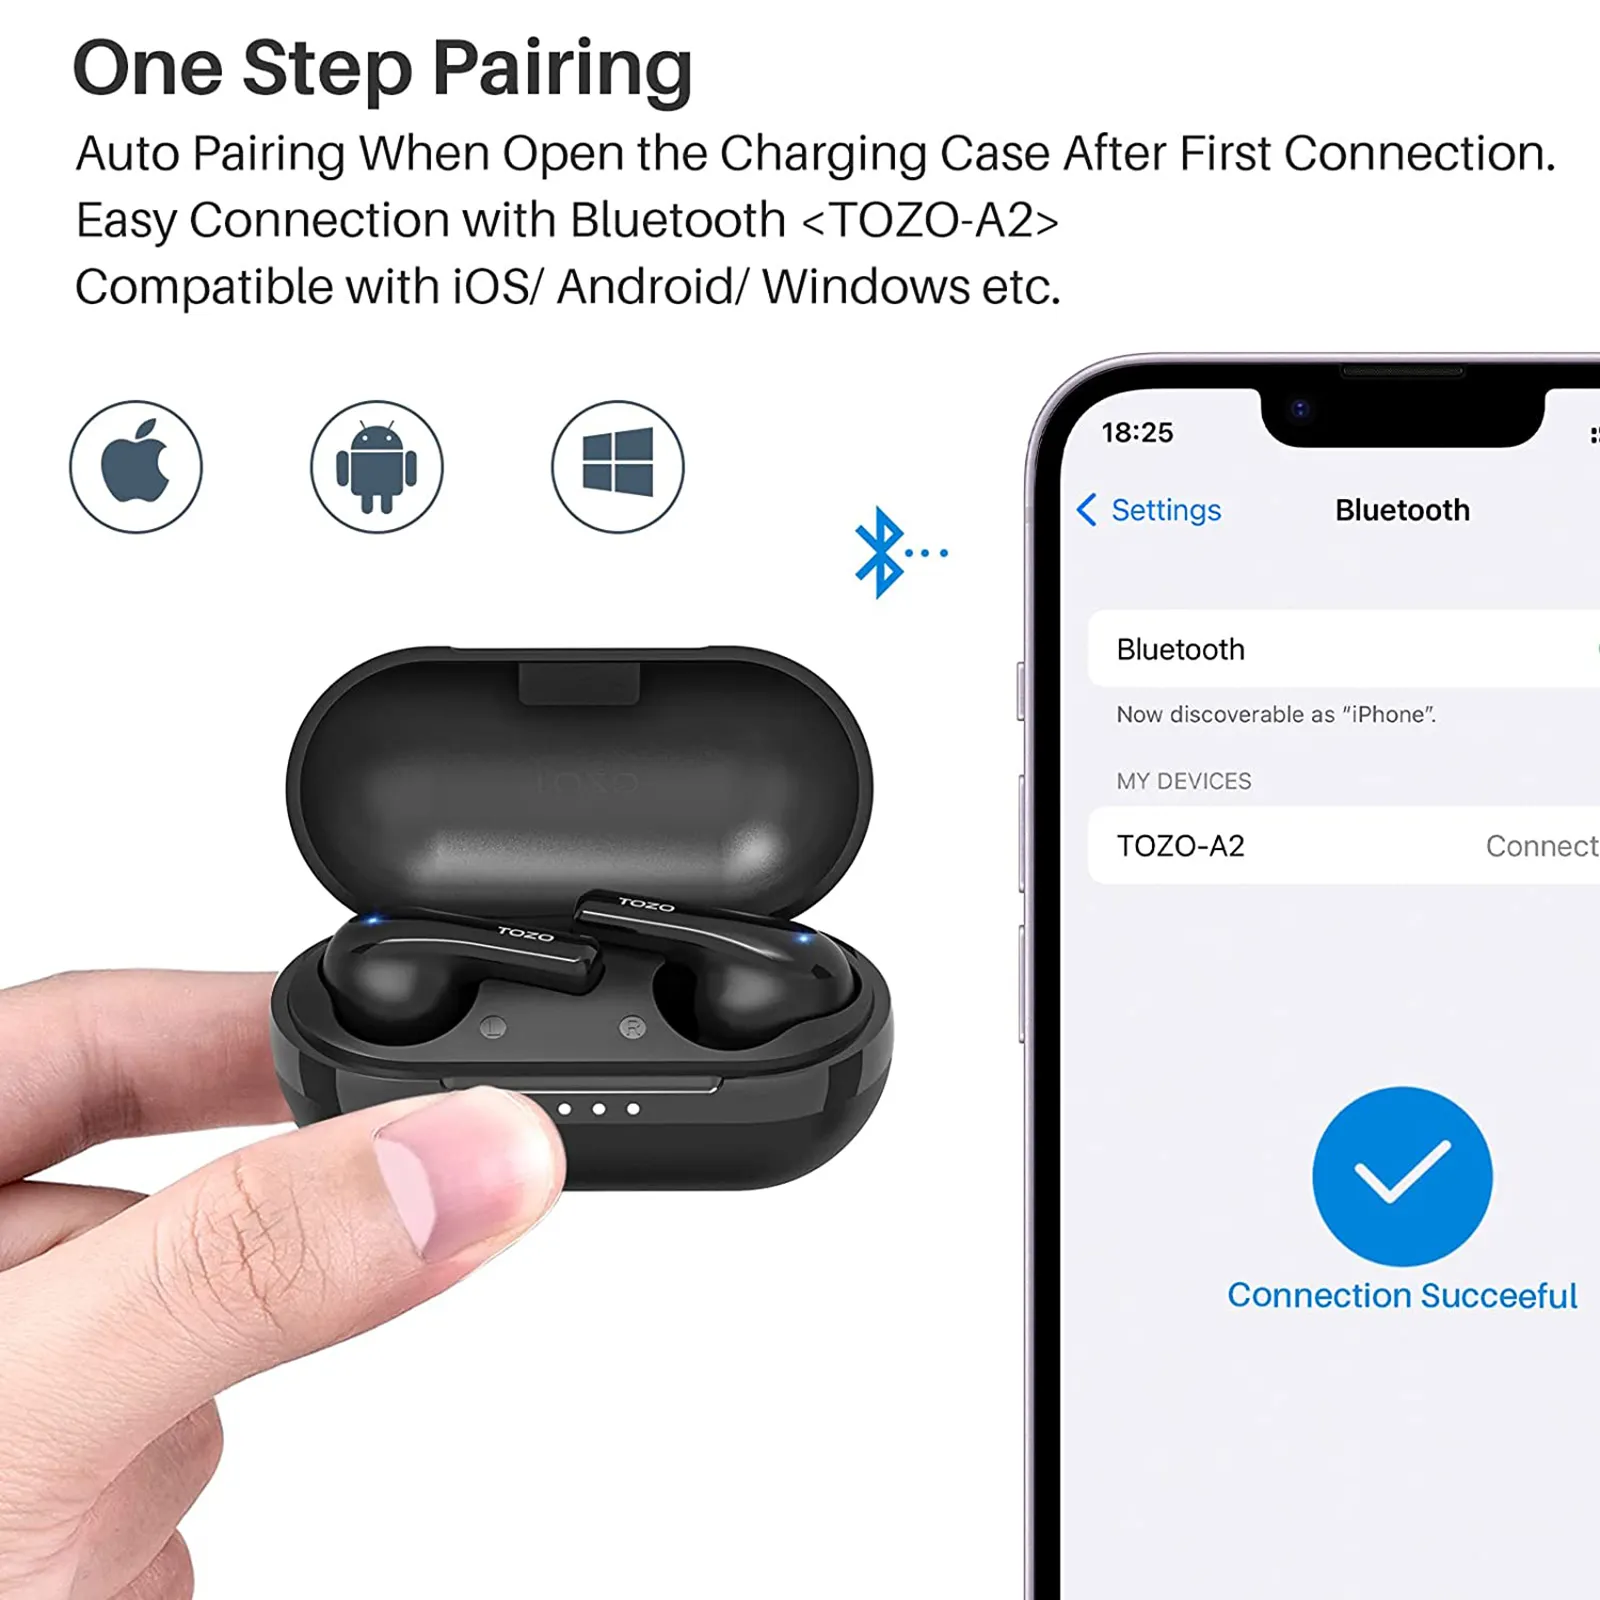 One Step Pairing
Auto Pairing When Open the Charging Case After First Connection.
Easy Connection with Bluetooth <TOZO-A2>
Compatible with iOS/ Android/ Windows etc.
18:25
Settings
Bluetooth
Bluetooth
Now discoverable as "iPhone".
MY DEVICES
TOZO-A2
Connect
TOZO
TOZO
L
R
Connection Succeeful